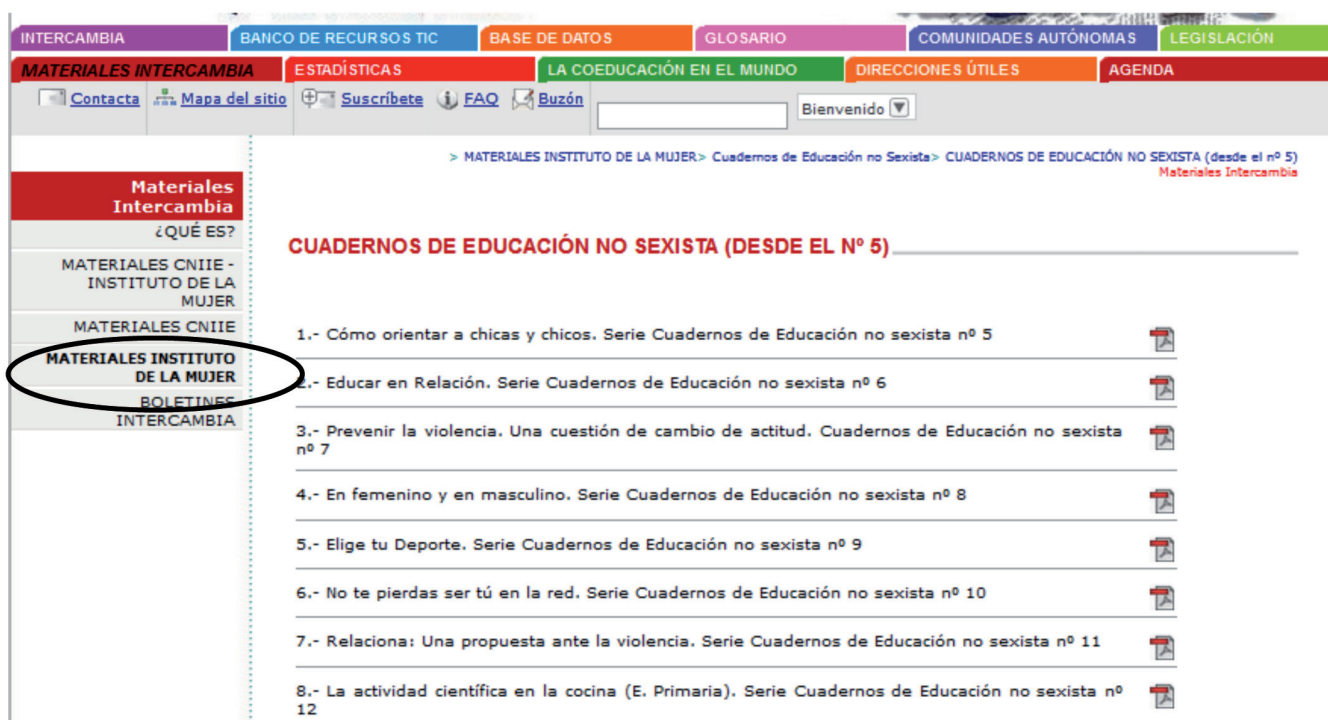 INTERCAMBIA BANCO DE RECURSOS TIC BASE DE DATOS GLOSARIO COMUNIDADES AUTÓNOMAS LEGISLACIÓN
MATERIALES INTERCAMBIA ESTADÍSTICAS LA COEDUCACIÓN EN EL MUNDO DIRECCIONES ÚTILES AGENDA
Contacta Mapa del sitio Suscríbete FAQ Buzón Bienvenido
> MATERIALES INSTITUTO DE LA MUJER> Cuadernos de Educación no Sexista> CUADERNOS DE EDUCACIÓN NO SEXISTA (desde el nº 5)
Materiales Intercambia
Materiales
Intercambia
¿QUÉ ES?
MATERIALES CNIIE -
INSTITUTO DE LA
MUJER
MATERIALES CNIIE
MATERIALES INSTITUTO
DE LA MUJER
BOLETINES
INTERCAMBIA
CUADERNOS DE EDUCACIÓN NO SEXISTA (DESDE EL Nº 5)
1.- Cómo orientar a chicas y chicos. Serie Cuadernos de Educación no sexista nº 5
2.- Educar en Relación. Serie Cuadernos de Educación no sexista nº 6
3.- Prevenir la violencia. Una cuestión de cambio de actitud. Cuadernos de Educación no sexista
nº 7
4.- En femenino y en masculino. Serie Cuadernos de Educación no sexista nº 8
5.- Elige tu Deporte. Serie Cuadernos de Educación no sexista nº 9
6.- No te pierdas ser tú en la red. Serie Cuadernos de Educación no sexista nº 10
7.- Relaciona: Una propuesta ante la violencia. Serie Cuadernos de Educación no sexista nº 11
8.- La actividad científica en la cocina (E. Primaria). Serie Cuadernos de Educación no sexista nº
12